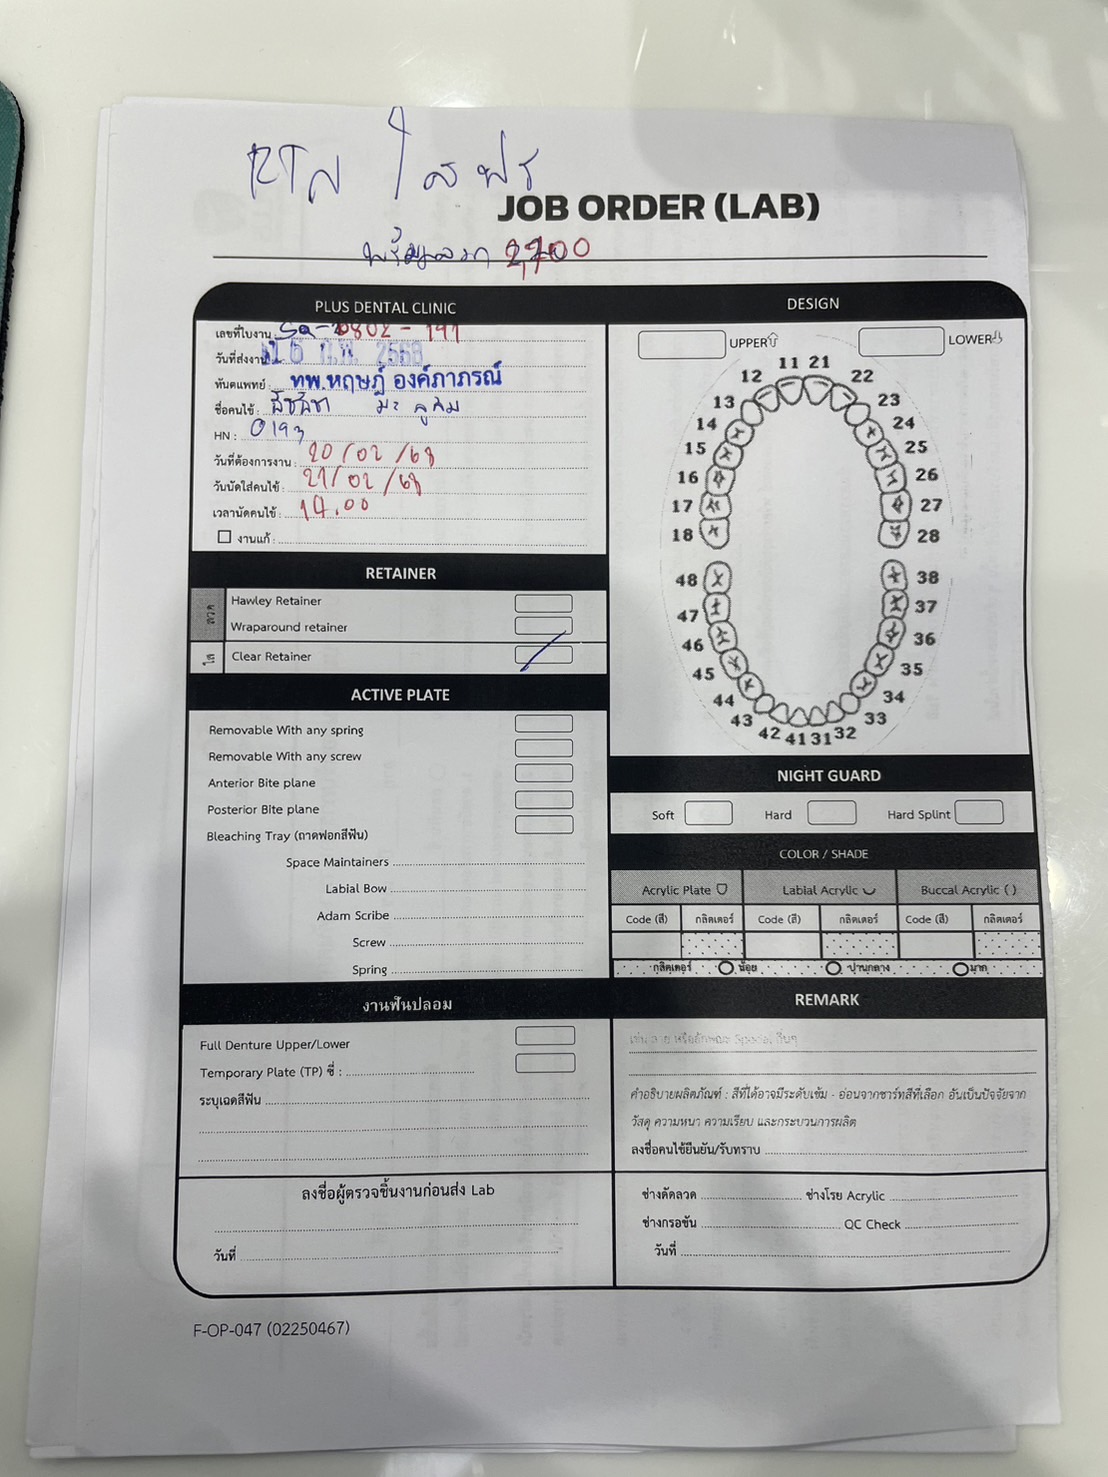 RTส ใส ฟรี
JOB ORDER (LAB)
PLUS DENTAL CLINIC
เลขที่ใบงาน : 0802 - 191
วันที่ส่งงาน 16 ก.พ. 2568
ทันตแพทย์ : ทพ.หฤษฎ์ องค์ภาภรณ์
ชื่อคนไข้ :
HN : 0193
วันที่ต้องการงาน : 20/02/68
วันนัดใส่คนไข้ : 21/02/68
เวลานัดคนไข้ : 14.00
งานแก้ :
RETAINER
ลวด
Hawley Retainer
Wraparound retainer
ใส
Clear Retainer
ACTIVE PLATE
Removable With any spring
Removable With any screw
Anterior Bite plane
Posterior Bite plane
Bleaching Tray (ถาดฟอกสีฟัน)
Space Maintainers
Labial Bow
Adam Scribe
Screw
Spring
งานฟันปลอม
Full Denture Upper/Lower
Temporary Plate (TP) ซี่ :
ระบุเฉดสีฟัน
ลงชื่อผู้ตรวจชิ้นงานก่อนส่ง Lab
วันที่
DESIGN
UPPER LOWER
11 21
12 22
13 23
14 24
15 25
16 26
17 27
18 28
48 38
47 37
46 36
45 35
44 34
43 33
42 41 31 32
NIGHT GUARD
Soft Hard Hard Splint
COLOR / SHADE
Acrylic Plate Labial Acrylic Buccal Acrylic ( )
Code (สี) กลิตเตอร์ Code (สี) กลิตเตอร์ Code (สี) กลิตเตอร์
กลิตเตอร์ น้อย ปานกลาง มาก
REMARK
เช่น ลาย หรือลักษณะ Special อื่นๆ
คำอธิบายผลิตภัณฑ์ : สีที่ได้อาจมีระดับเข้ม - อ่อนจากชาร์ทสีที่เลือก อันเป็นปัจจัยจาก
วัสดุ ความหนา ความเรียบ และกระบวนการผลิต
ลงชื่อคนไข้ยืนยัน/รับทราบ
ช่างดัดลวด ช่างโรย Acrylic
ช่างกรอขัน QC Check
วันที่
F-OP-047 (02250467)